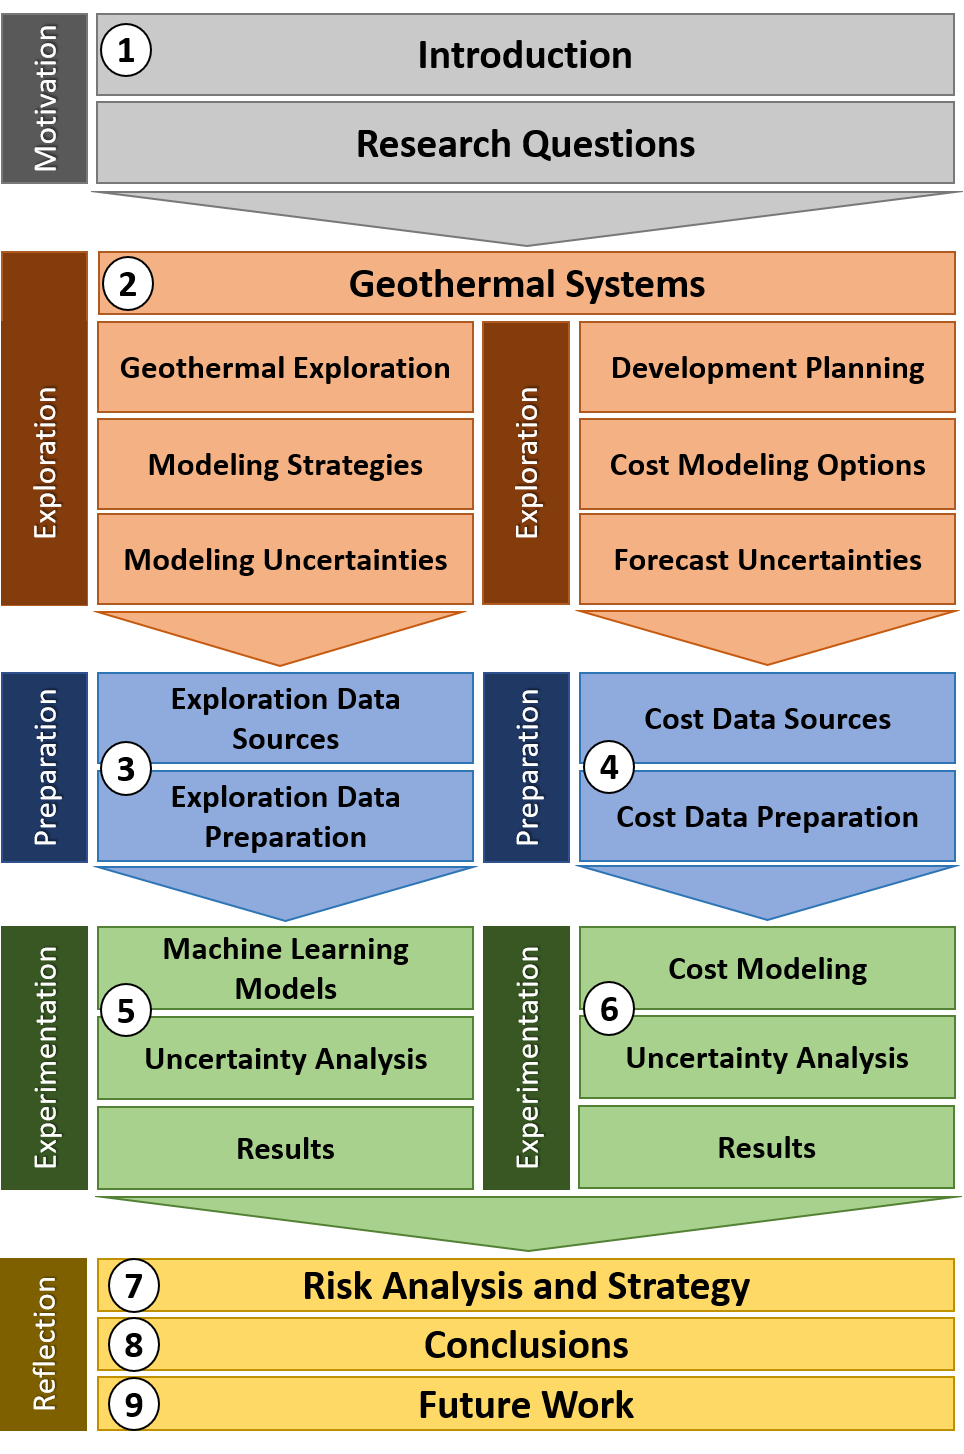 Motivation
1
Introduction
Research Questions
Exploration
2
Geothermal Systems
Geothermal Exploration
Modeling Strategies
Modeling Uncertainties
Exploration
Development Planning
Cost Modeling Options
Forecast Uncertainties
Preparation
3
Exploration Data
Sources
Exploration Data
Preparation
Preparation
4
Cost Data Sources
Cost Data Preparation
Experimentation
5
Machine Learning
Models
Uncertainty Analysis
Results
Experimentation
6
Cost Modeling
Uncertainty Analysis
Results
Reflection
7
Risk Analysis and Strategy
8
Conclusions
9
Future Work